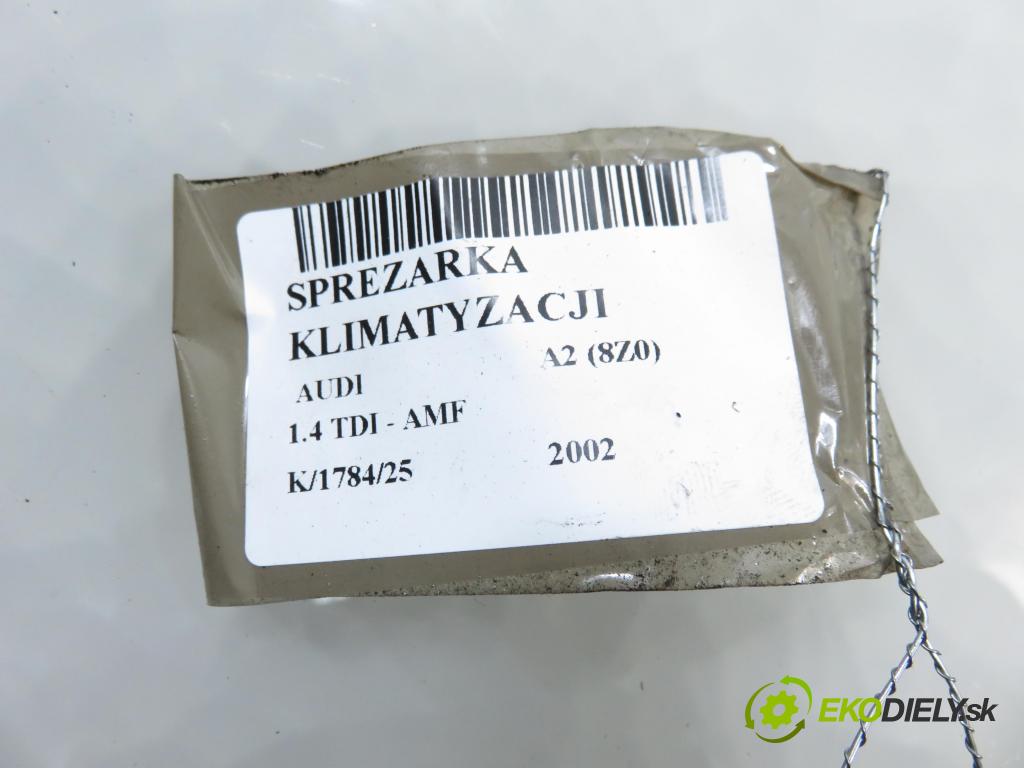 SPREZARKA
KLIMATYZACJI
AUDI A2 (8Z0)
1.4 TDI - AMF
K/1784/25 2002
EKODIELY.sk